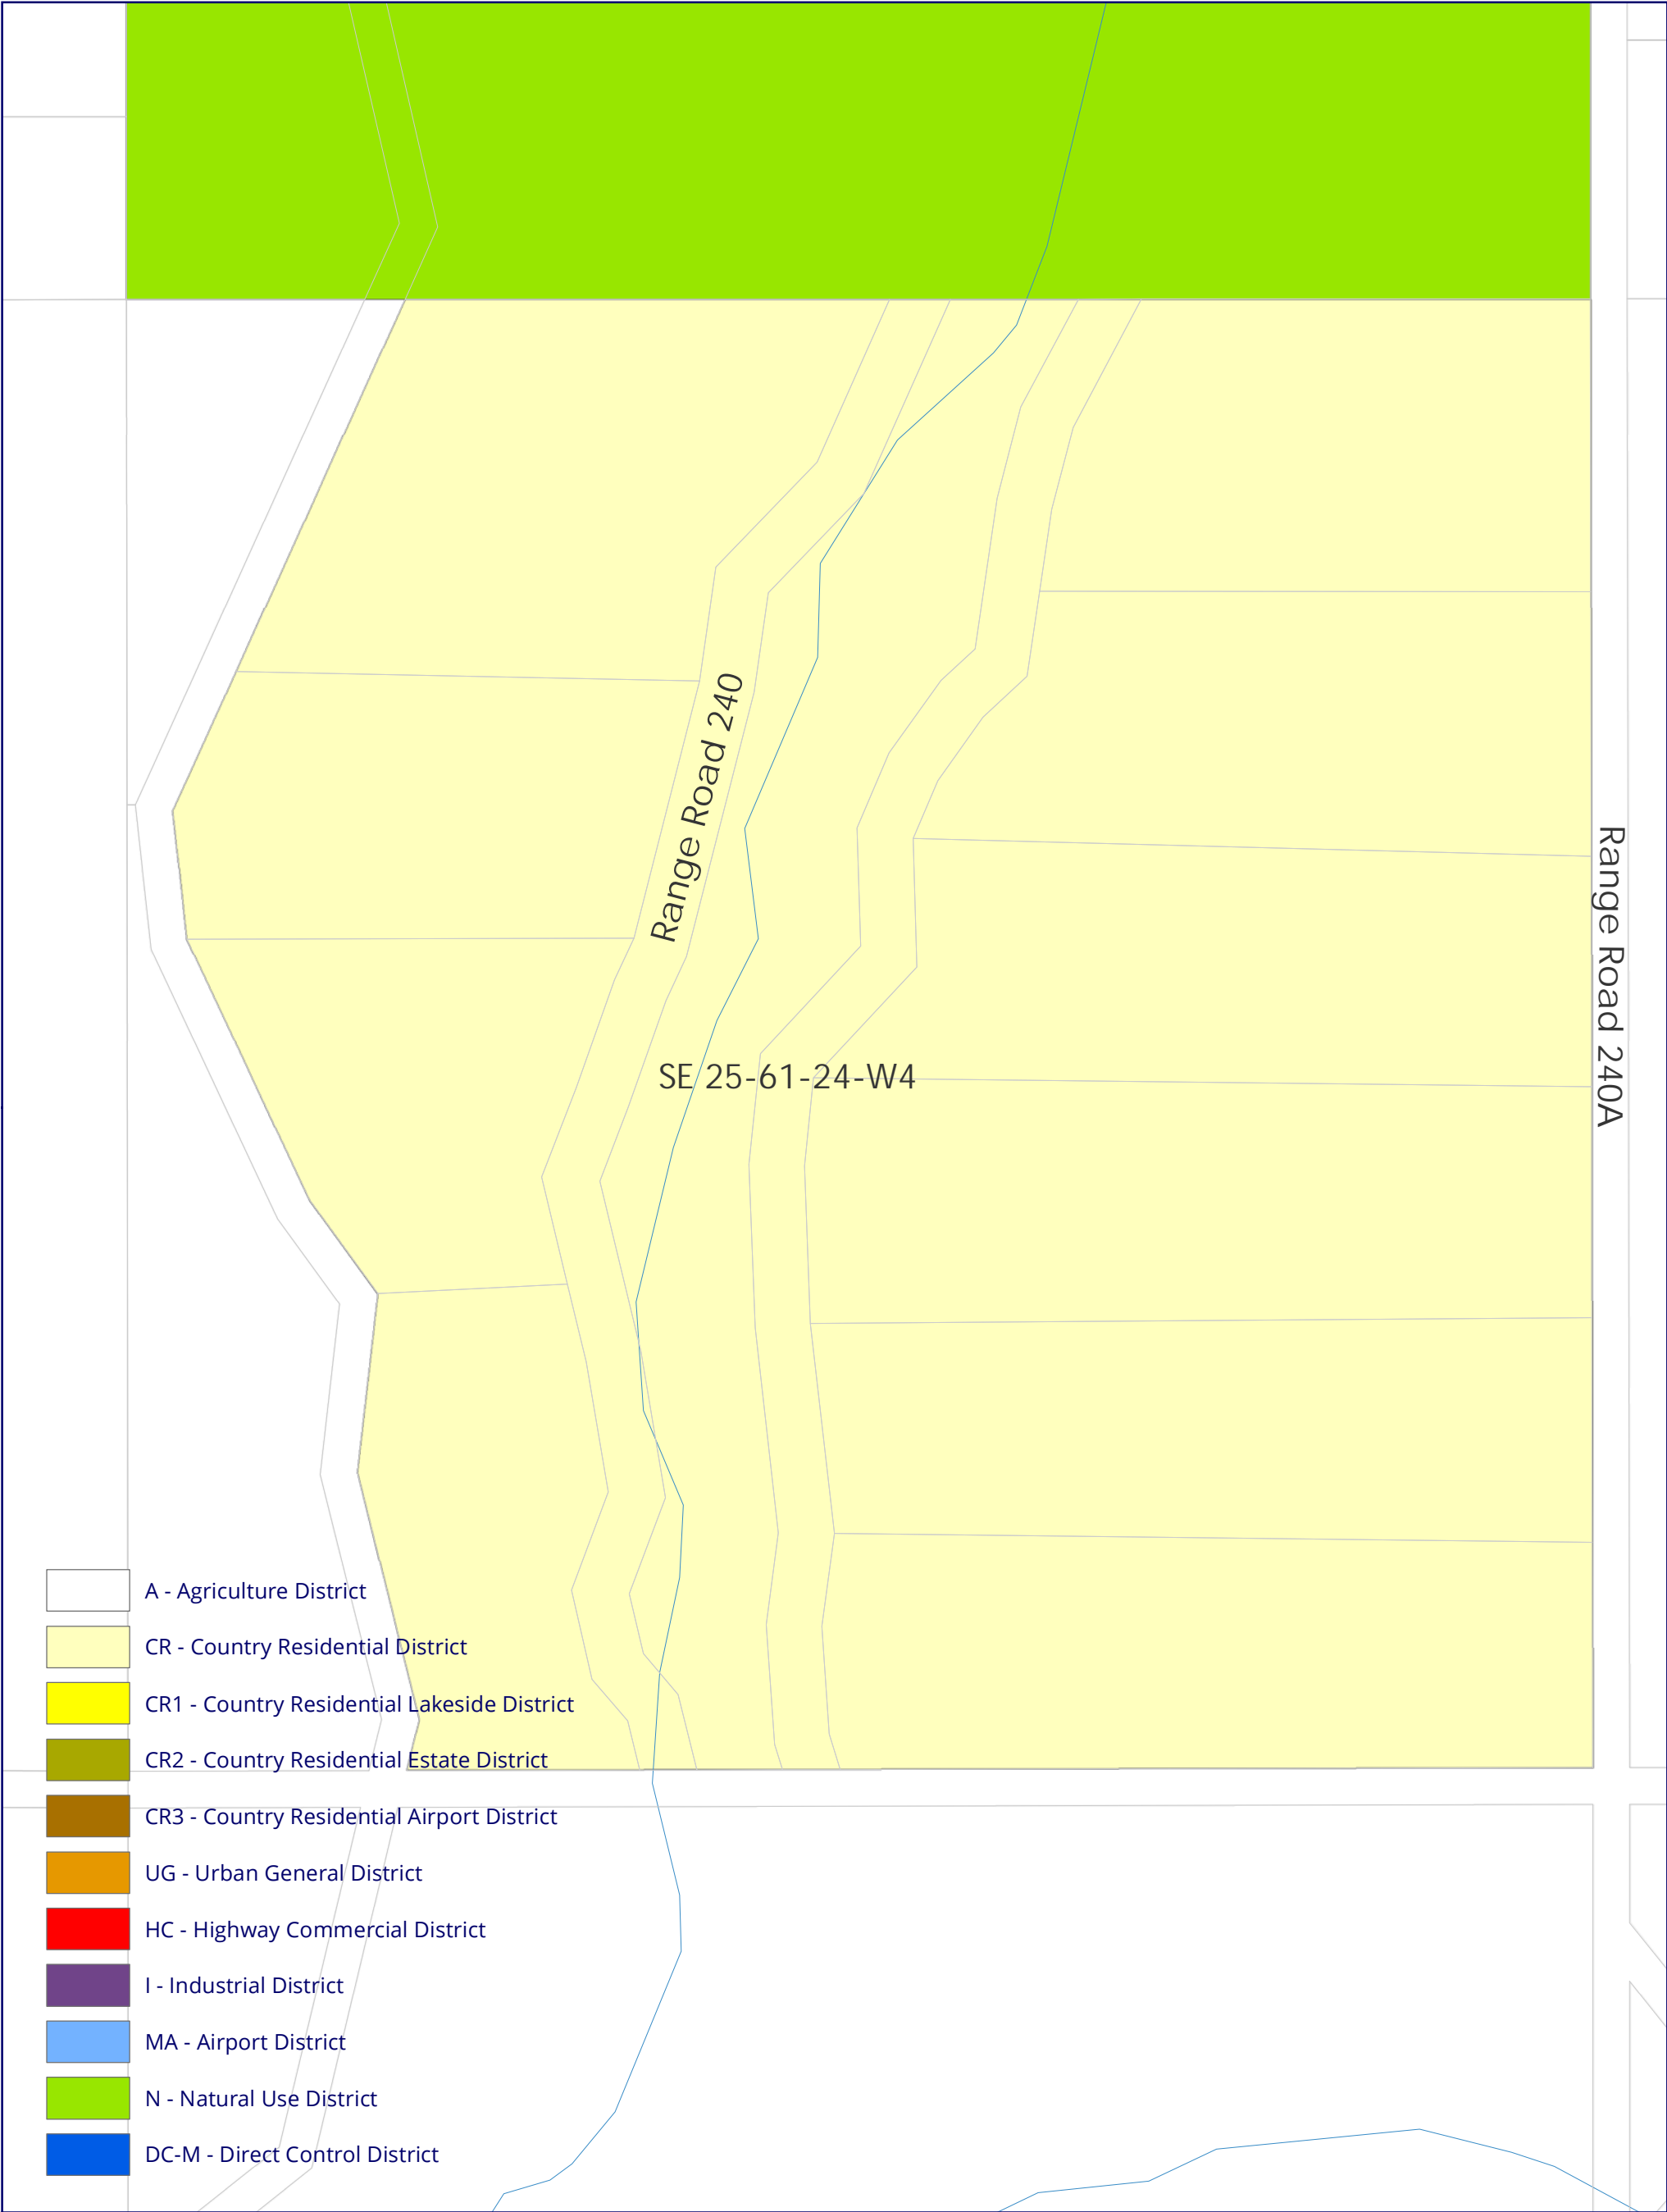 Range Road 240
Range Road 240A
SE 25-61-24-W4
A - Agriculture District
CR - Country Residential District
CR1 - Country Residential Lakeside District
CR2 - Country Residential Estate District
CR3 - Country Residential Airport District
UG - Urban General District
HC - Highway Commercial District
I - Industrial District
MA - Airport District
N - Natural Use District
DC-M - Direct Control District